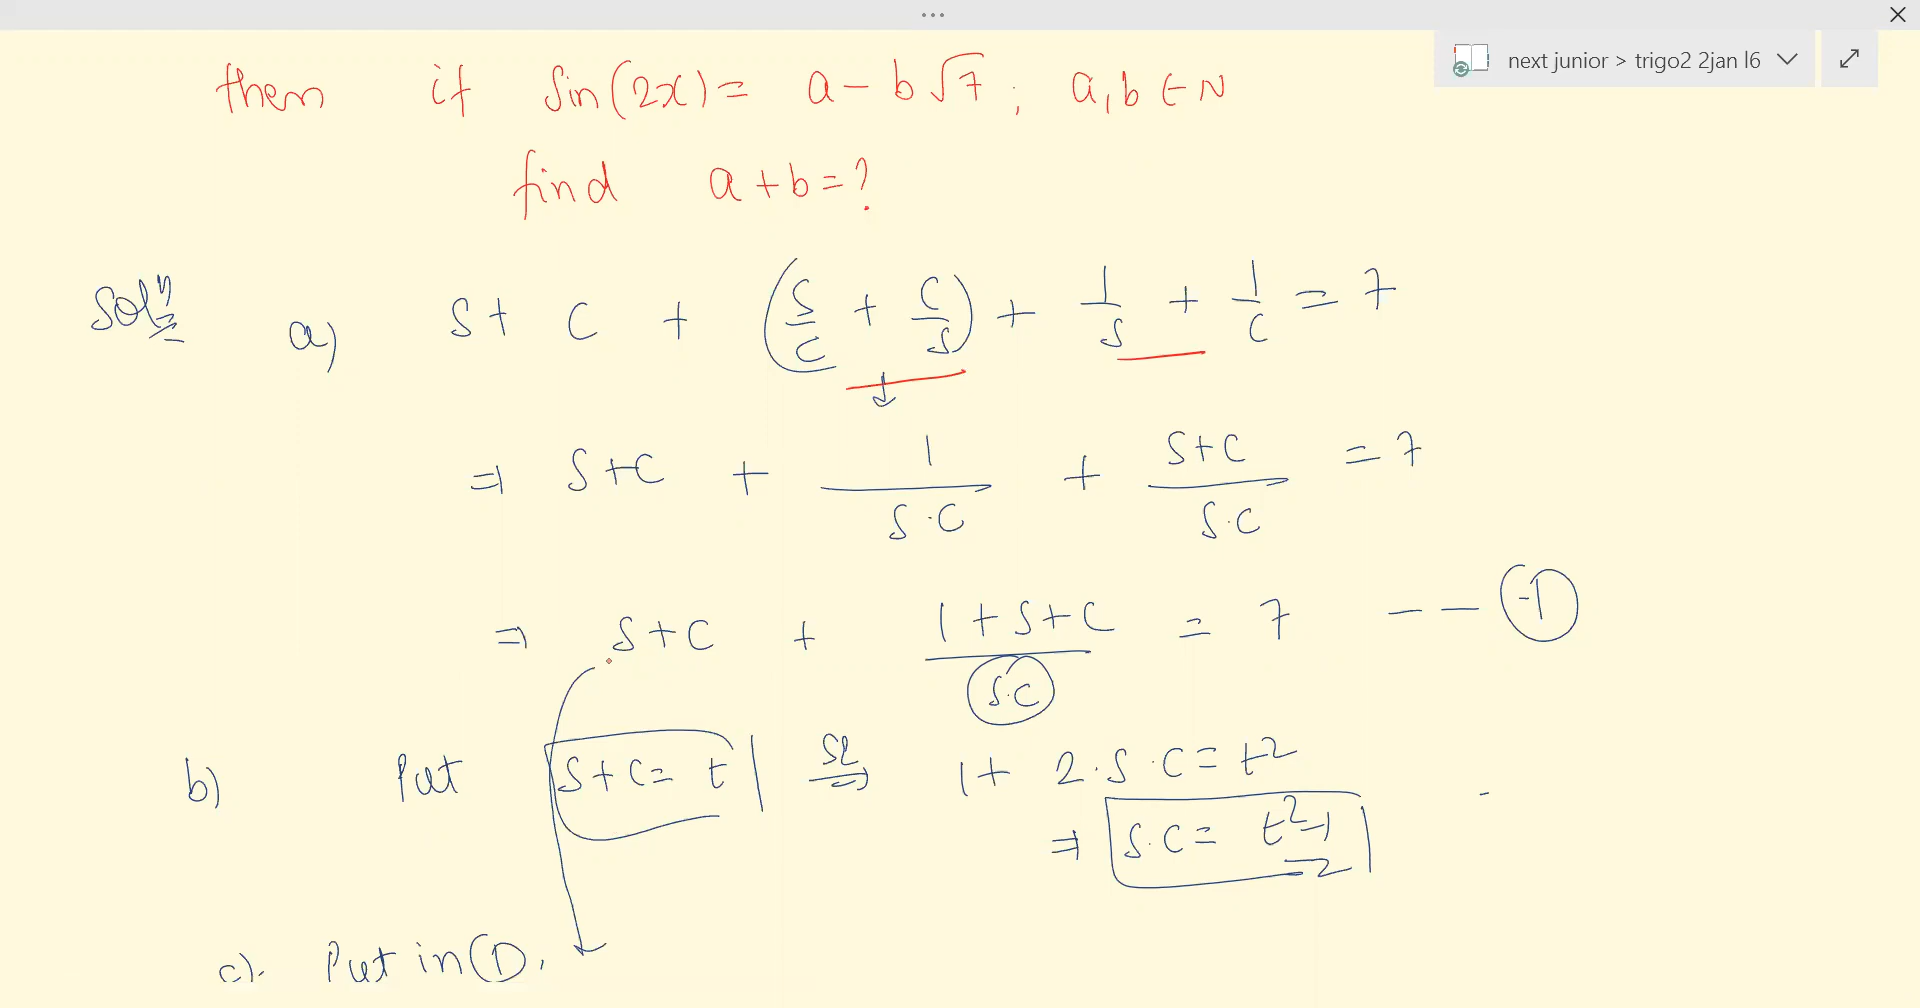 next junior > trigo2 2jan l6
then if Sin(2x) = a - b√7 ; a,b ∈ N
find a + b = ?
Solⁿ a) S + C + (S/C + C/S) + 1/S + 1/C = 7
⇒ S + C + 1/(S·C) + (S+C)/(S·C) = 7
⇒ S + C + (1+S+C)/(S·C) = 7 -- ①
b) Put S + C = t | 1 + 2·S·C = t²
⇒ S·C = (t²-1)/2
c). Put in ①,